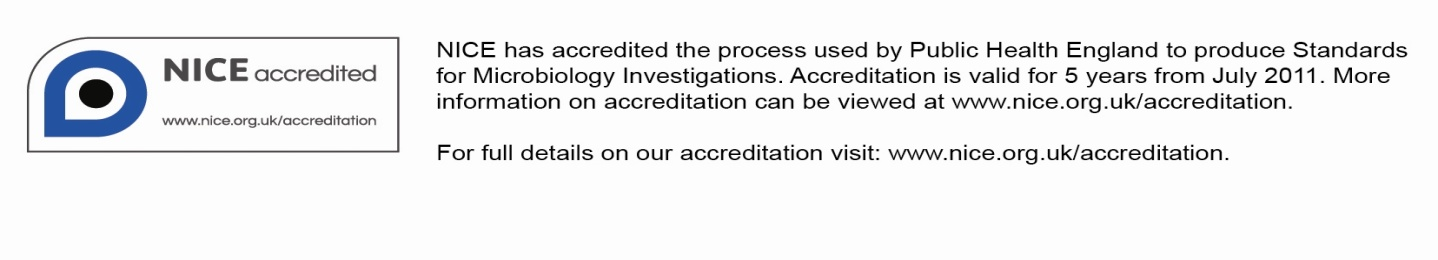 NICE accredited
www.nice.org.uk/accreditation
NICE has accredited the process used by Public Health England to produce Standards
for Microbiology Investigations. Accreditation is valid for 5 years from July 2011. More
information on accreditation can be viewed at www.nice.org.uk/accreditation.
For full details on our accreditation visit: www.nice.org.uk/accreditation.